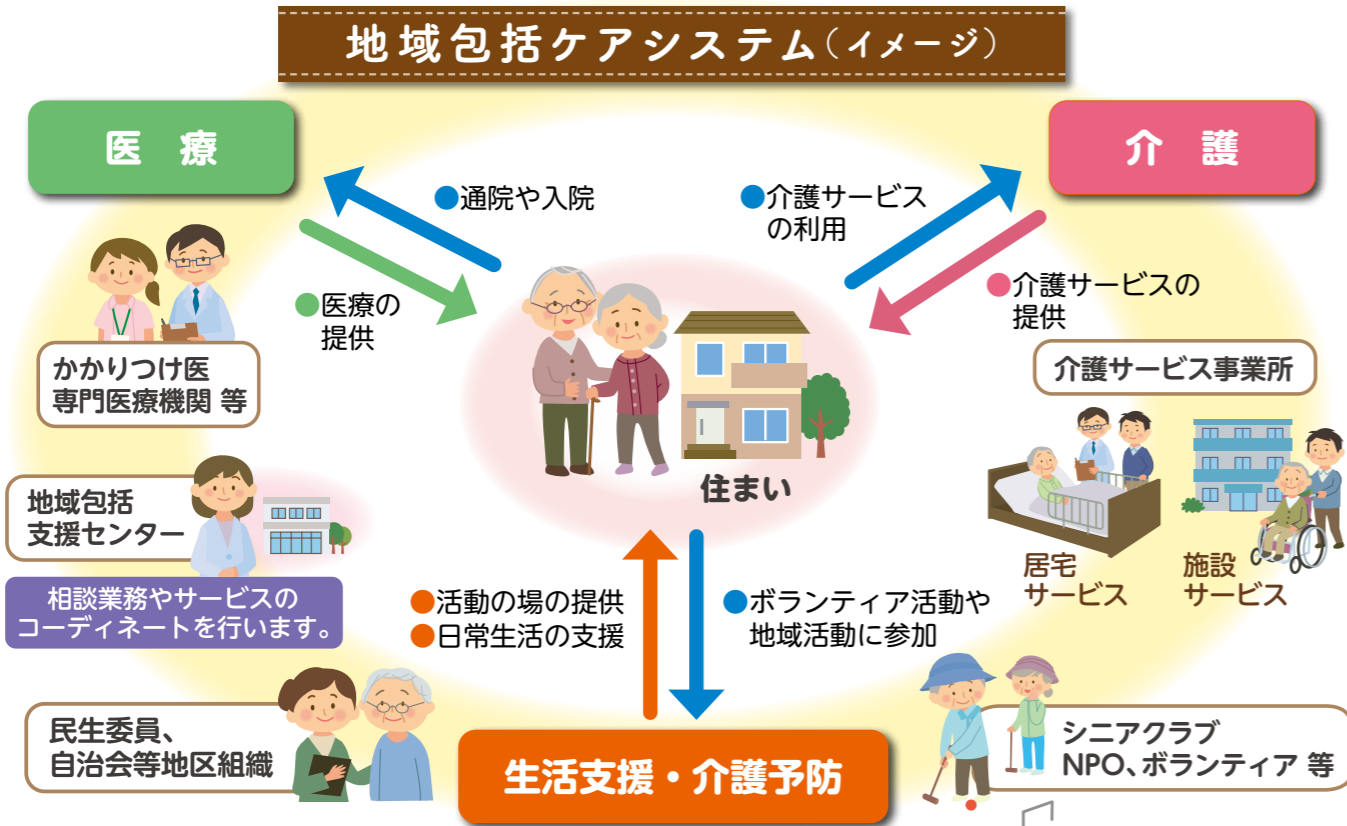 地域包括ケアシステム（イメージ）
医療
介護
●通院や入院
●介護サービス
の利用
●医療の
提供
●介護サービスの
提供
かかりつけ医
専門医療機関 等
介護サービス事業所
住まい
地域包括
支援センター
相談業務やサービスの
コーディネートを行います。
居宅
サービス
施設
サービス
●活動の場の提供
●日常生活の支援
●ボランティア活動や
地域活動に参加
民生委員、
自治会等地区組織
生活支援・介護予防
シニアクラブ
NPO、ボランティア 等